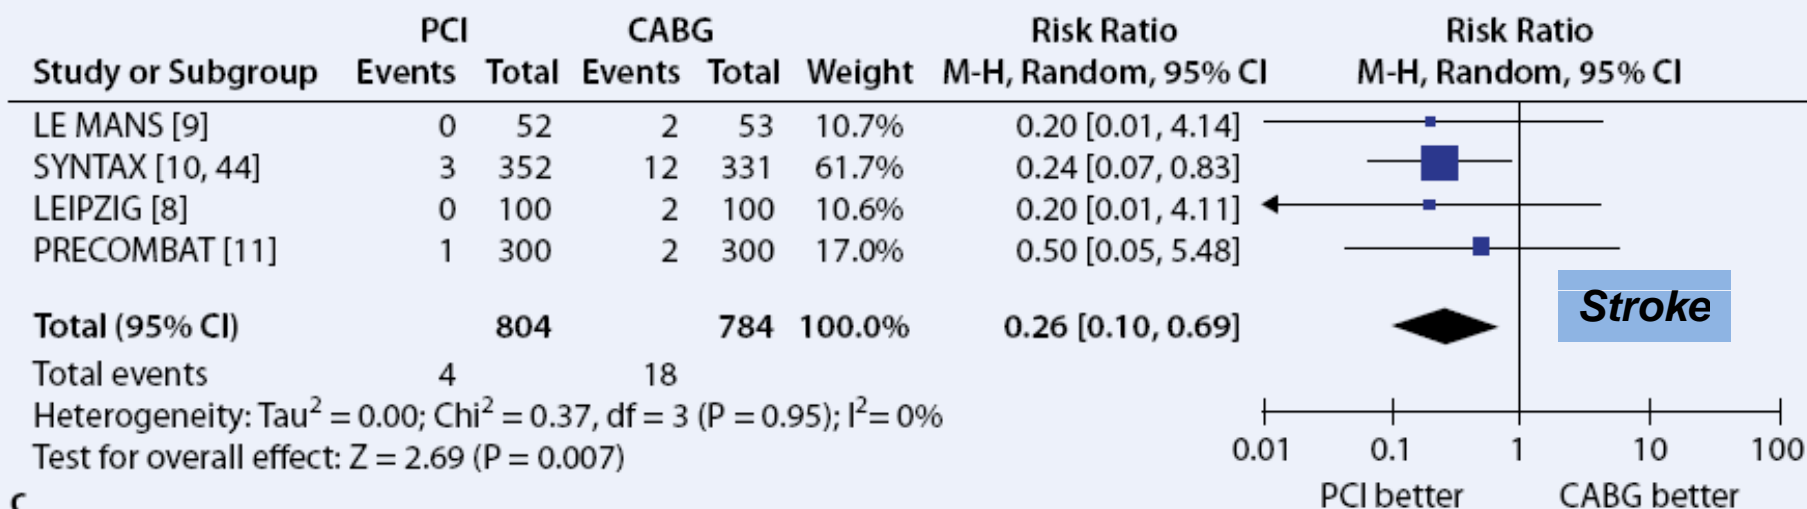 PCI CABG Risk Ratio Risk Ratio
Study or Subgroup Events Total Events Total Weight M-H, Random, 95% CI M-H, Random, 95% CI
LE MANS [9] 0 52 2 53 10.7% 0.20 [0.01, 4.14]
SYNTAX [10, 44] 3 352 12 331 61.7% 0.24 [0.07, 0.83]
LEIPZIG [8] 0 100 2 100 10.6% 0.20 [0.01, 4.11]
PRECOMBAT [11] 1 300 2 300 17.0% 0.50 [0.05, 5.48]
Stroke
Total (95% CI) 804 784 100.0% 0.26 [0.10, 0.69]
Total events 4 18
Heterogeneity: Tau² = 0.00; Chi² = 0.37, df = 3 (P = 0.95); I²= 0%
Test for overall effect: Z = 2.69 (P = 0.007)
0.01 0.1 1 10 100
PCI better CABG better
c